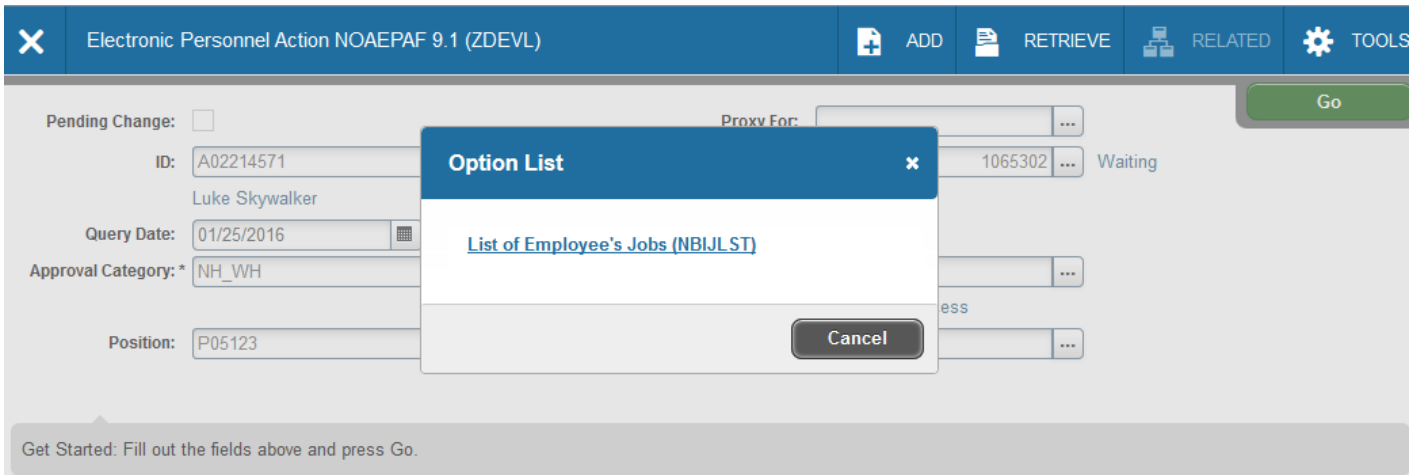 Electronic Personnel Action NOAEPAF 9.1 (ZDEVL) ADD RETRIEVE RELATED TOOLS
Go
Pending Change: Proxy For: ...
ID: A02214571 1065302 ... Waiting
Option List
Luke Skywalker
Query Date: 01/25/2016
List of Employee's Jobs (NBIJLST)
Approval Category: * NH_WH ...
ess
Position: P05123 ...
Cancel
Get Started: Fill out the fields above and press Go.